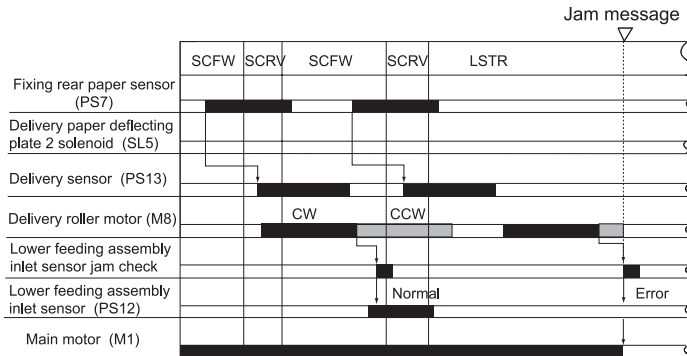 Jam message
SCFW SCRV SCFW SCRV LSTR
Fixing rear paper sensor
(PS7)
Delivery paper deflecting
plate 2 solenoid (SL5)
Delivery sensor (PS13)
Delivery roller motor (M8)
CW CCW
Lower feeding assembly
inlet sensor jam check
Lower feeding assembly
inlet sensor (PS12)
Normal Error
Main motor (M1)